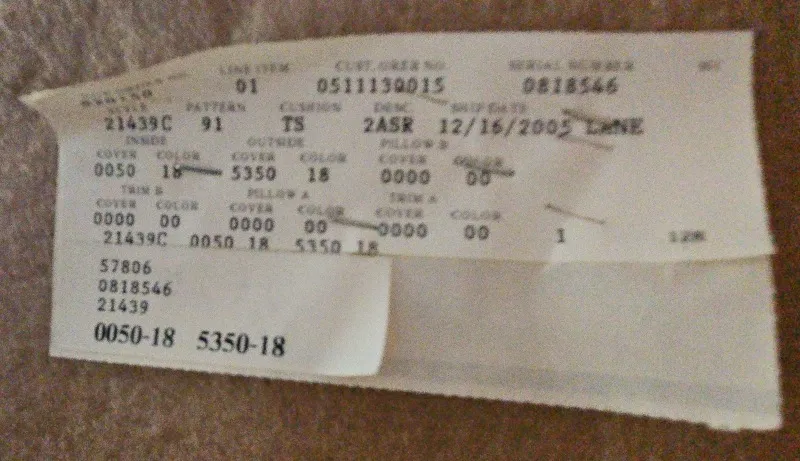 LINE ITEM CUST. ORER NO. SERIAL NUMBER
01 0511130015 0818546
STYLE PATTERN CUSHION DESC. SHIP DATE
21439C 91 TS 2ASR 12/16/2005 LANE
INSIDE OUTSIDE PILLOW B
COVER COLOR COVER COLOR COVER COLOR
0050 18 5350 18 0000 00
TRIM B PILLOW A TRIM A
COVER COLOR COVER COLOR COVER COLOR
0000 00 0000 00 0000 00 1
21439C 0050 18 5350 18
57806
0818546
21439
0050-18 5350-18